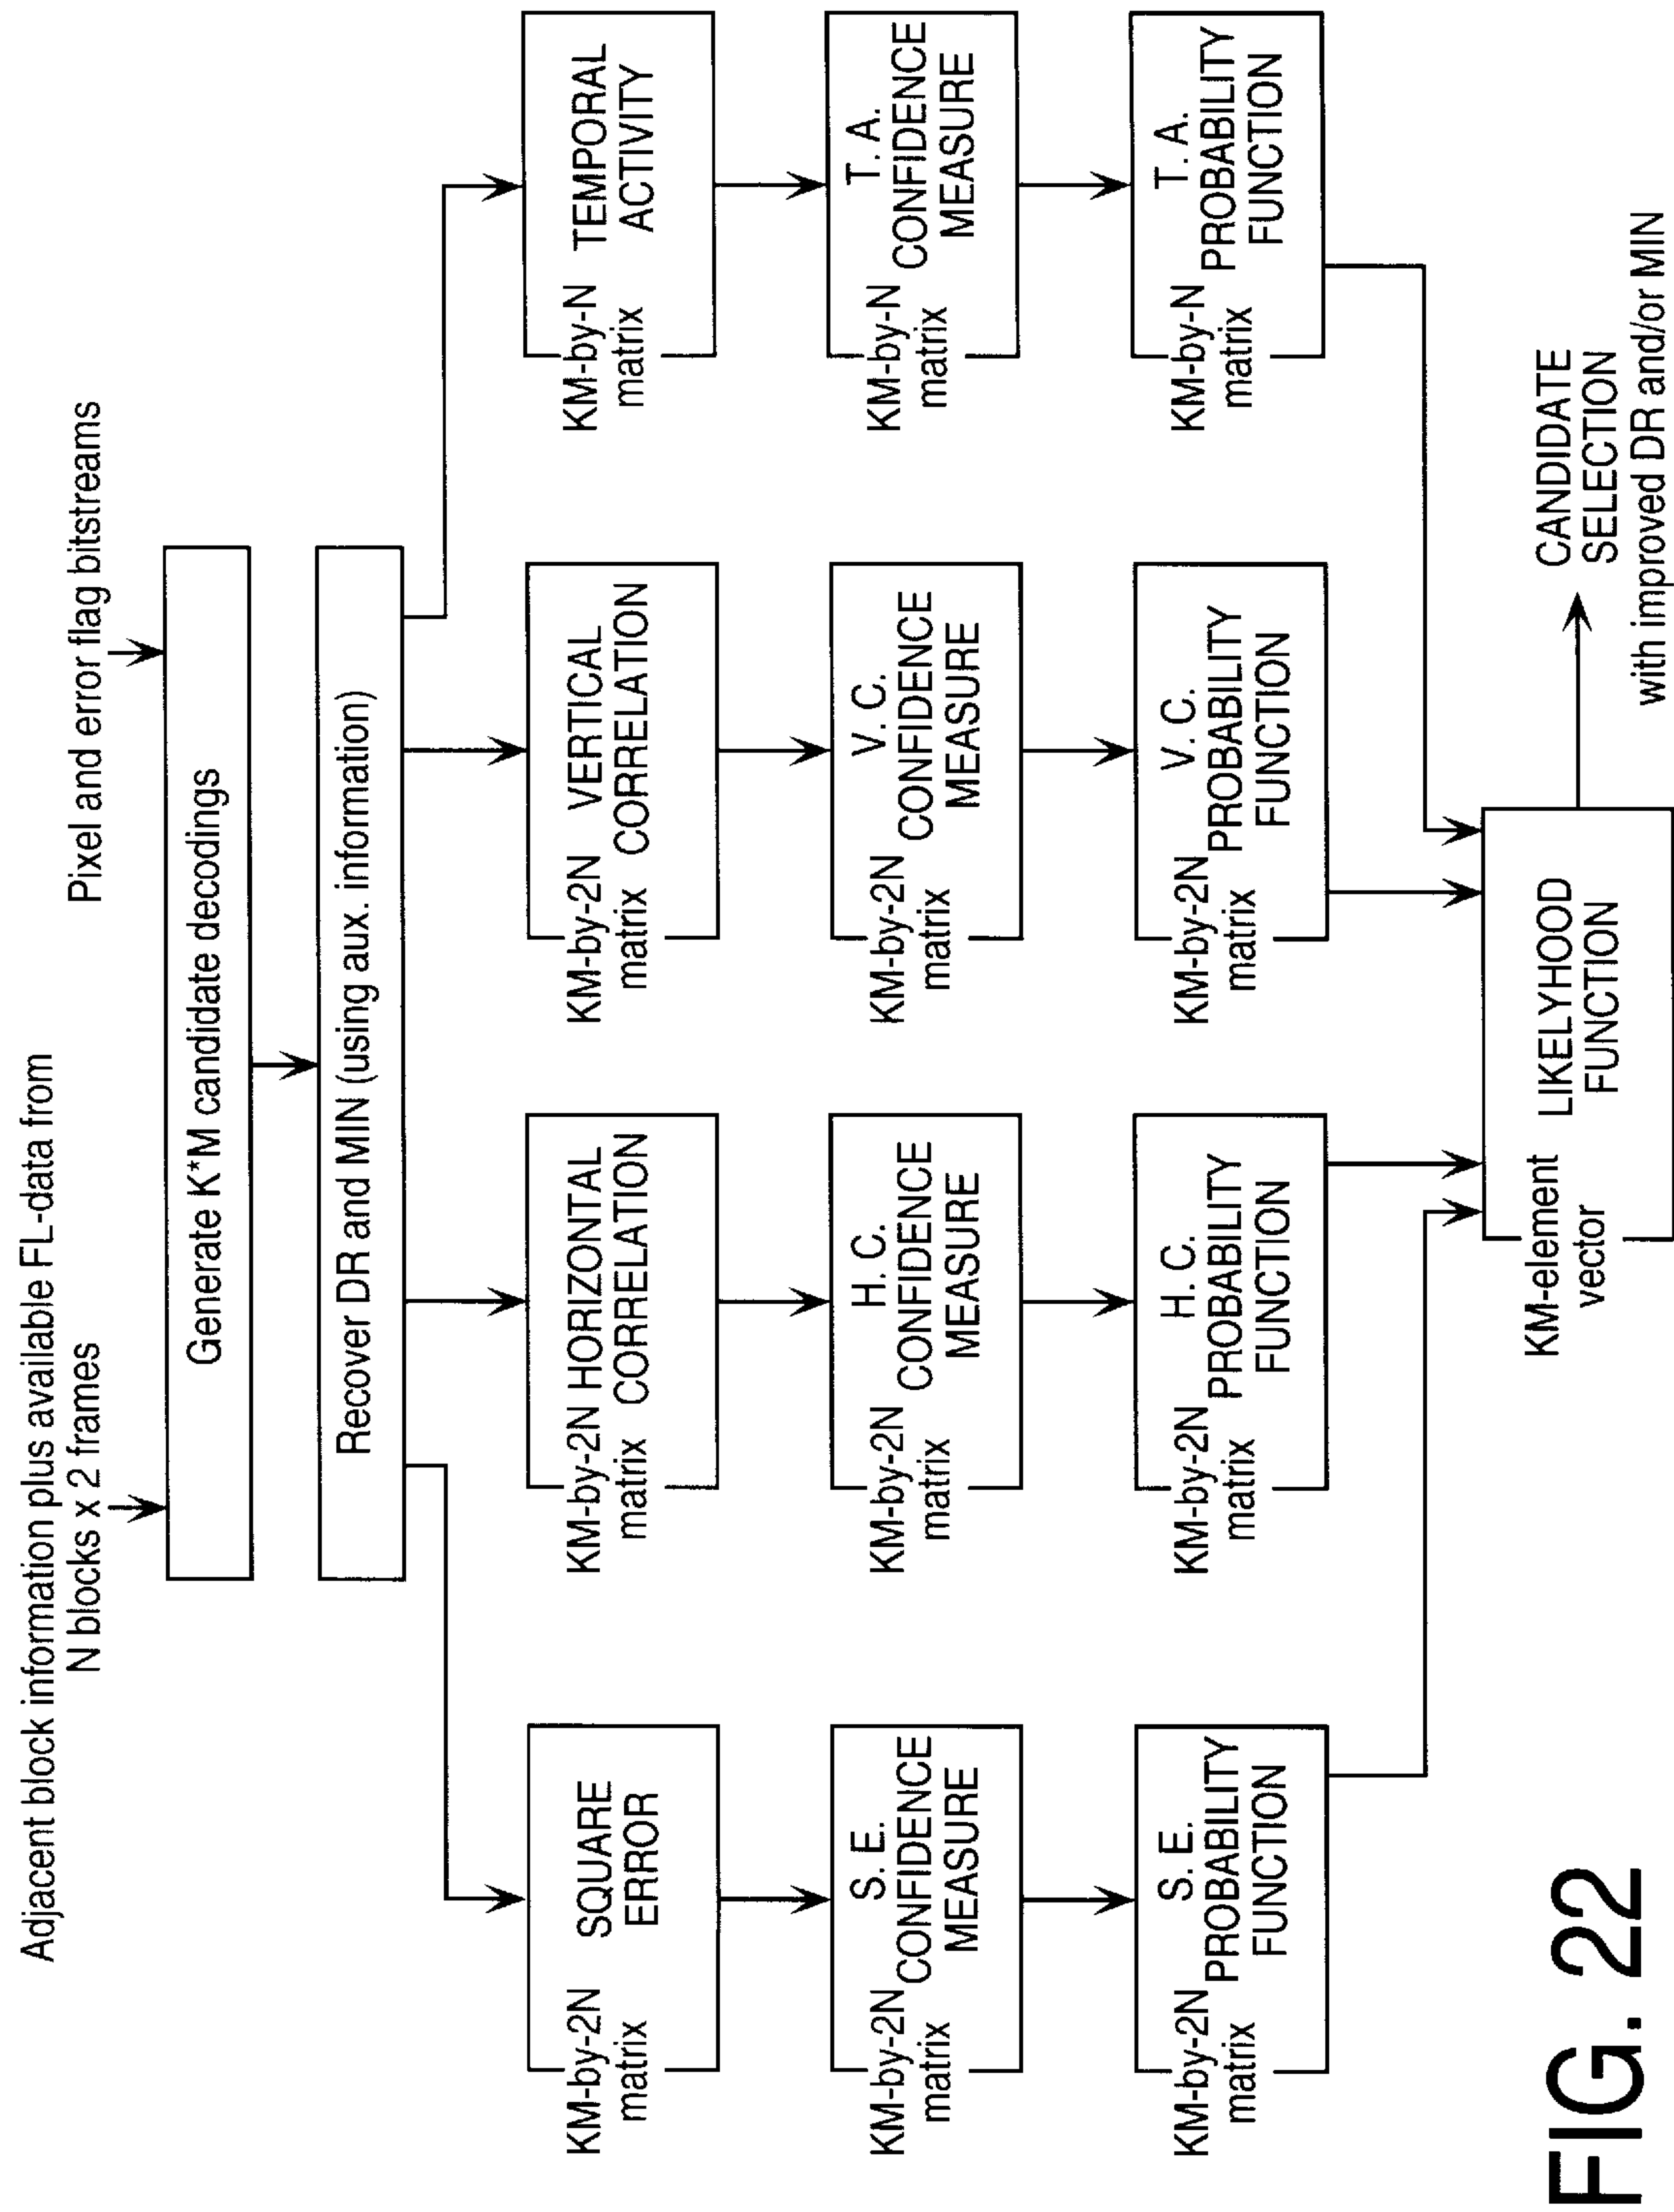 Adjacent block information plus available FL-data from
N blocks x 2 frames
Pixel and error flag bitstreams
Generate K*M candidate decodings
Recover DR and MIN (using aux. information)
KM-by-2N
matrix
SQUARE
ERROR
KM-by-2N
matrix
HORIZONTAL
CORRELATION
KM-by-2N
matrix
VERTICAL
CORRELATION
KM-by-N
matrix
TEMPORAL
ACTIVITY
KM-by-2N
matrix
S. E.
CONFIDENCE
MEASURE
KM-by-2N
matrix
H. C.
CONFIDENCE
MEASURE
KM-by-2N
matrix
V. C.
CONFIDENCE
MEASURE
KM-by-N
matrix
T. A.
CONFIDENCE
MEASURE
KM-by-2N
matrix
S. E.
PROBABILITY
FUNCTION
KM-by-2N
matrix
H. C.
PROBABILITY
FUNCTION
KM-by-2N
matrix
V. C.
PROBABILITY
FUNCTION
KM-by-N
matrix
T. A.
PROBABILITY
FUNCTION
KM-element
vector
LIKELYHOOD
FUNCTION
CANDIDATE
SELECTION
with improved DR and/or MIN
FIG. 22